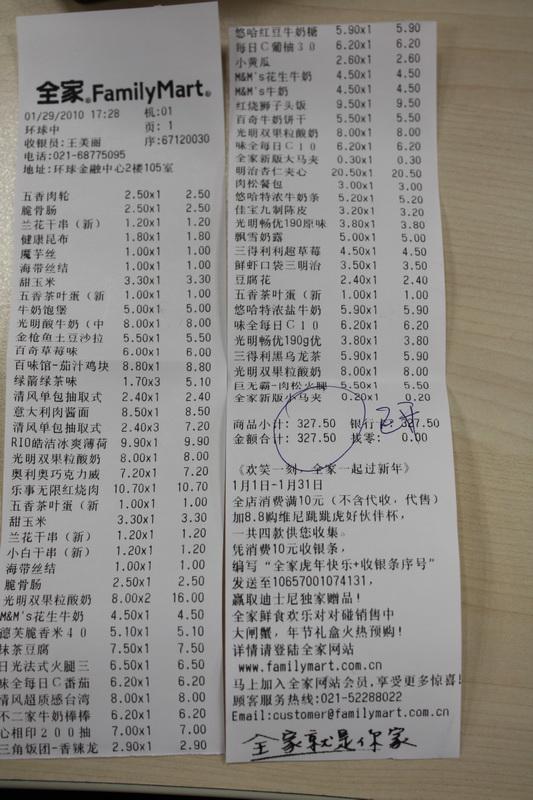 全家®FamilyMart®
01/29/2010 17:28 机:01
环球中 页: 1
收银员:王美丽 序:67120030
电话:021-68775095
地址:环球金融中心2楼105室
五香肉轮 2.50x1 2.50
脆骨肠 2.50x1 2.50
兰花干串(新) 1.20x1 1.20
健康昆布 1.80x1 1.80
魔芋丝 1.00x1 1.00
海带丝结 1.00x1 1.00
甜玉米 3.30x1 3.30
五香茶叶蛋(新 1.00x1 1.00
牛奶饱堡 5.00x1 5.00
光明酸牛奶(中 8.00x1 8.00
金枪鱼土豆沙拉 5.50x1 5.50
百奇草莓味 6.00x1 6.00
百味馆-茄汁鸡块 8.80x1 8.80
绿箭绿茶味 1.70x3 5.10
清风单包抽取式 2.40x1 2.40
意大利肉酱面 8.50x1 8.50
清风单包抽取式 2.40x3 7.20
RIO皓洁冰爽薄荷 9.90x1 9.90
光明双果粒酸奶 8.00x1 8.00
奥利奥巧克力威 7.20x1 7.20
乐事无限红烧肉 10.70x1 10.70
五香茶叶蛋(新 1.00x1 1.00
甜玉米 3.30x1 3.30
兰花干串(新) 1.20x1 1.20
小白干串(新) 1.20x1 1.20
海带丝结 1.00x1 1.00
脆骨肠 2.50x1 2.50
光明双果粒酸奶 8.00x2 16.00
M&M's花生牛奶 4.50x1 4.50
德芙脆香米40 5.10x1 5.10
抹茶豆腐 7.50x1 7.50
日光法式火腿三 6.50x1 6.50
味全每日C番茄 6.20x1 6.20
清风超质感台湾 8.00x1 8.00
不二家牛奶棒棒 6.20x1 6.20
心相印200抽 7.00x1 7.00
三角饭团-香辣龙 2.90x1 2.90
悠哈红豆牛奶糖 5.90x1 5.90
每日C葡柚30 6.20x1 6.20
小黄瓜 2.60x1 2.60
M&M's花生牛奶 4.50x1 4.50
M&M's牛奶 4.50x1 4.50
红烧狮子头饭 9.50x1 9.50
百奇牛奶饼干 5.50x1 5.50
光明双果粒酸奶 8.00x1 8.00
味全每日C10 6.20x1 6.20
全家新版大马夹 0.30x1 0.30
明治杏仁夹心 20.50x1 20.50
肉松餐包 3.00x1 3.00
悠哈特浓牛奶条 5.20x1 5.20
佳宝九制陈皮 3.20x1 3.20
光明畅优190原味 3.80x1 3.80
飘雪奶露 5.00x1 5.00
三得利利趣草莓 4.50x1 4.50
鲜虾口袋三明治 3.50x1 3.50
豆腐花 2.40x1 2.40
五香茶叶蛋(新 1.00x1 1.00
悠哈特浓盐牛奶 5.90x1 5.90
味全每日C10 6.20x1 6.20
光明畅优190g优 3.80x1 3.80
三得利黑乌龙茶 5.90x1 5.90
光明双果粒酸奶 8.00x1 8.00
巨无霸-肉松火腿 5.50x1 5.50
全家新版小马夹 0.20x1 0.20
商品小计: 327.50 银行 327.50
金额合计: 327.50 找零: 0.00
《欢笑一刻,全家一起过新年》
1月1日-1月31日
全店消费满10元(不含代收,代售)
加8.8购维尼跳跳虎好伙伴杯,
一共四款供您收集。
凭消费10元收银条,
编写“全家虎年快乐+收银条序号”
发送至10657001074131,
赢取迪士尼独家赠品!
全家鲜食欢乐对对碰销售中
大闸蟹,年节礼盒火热预购!
详情请登陆全家网站
www.familymart.com.cn
马上加入全家网站会员,享受更多惊喜!
顾客服务热线:021-52288022
Email:customer@familymart.com.cn
全家就是你家